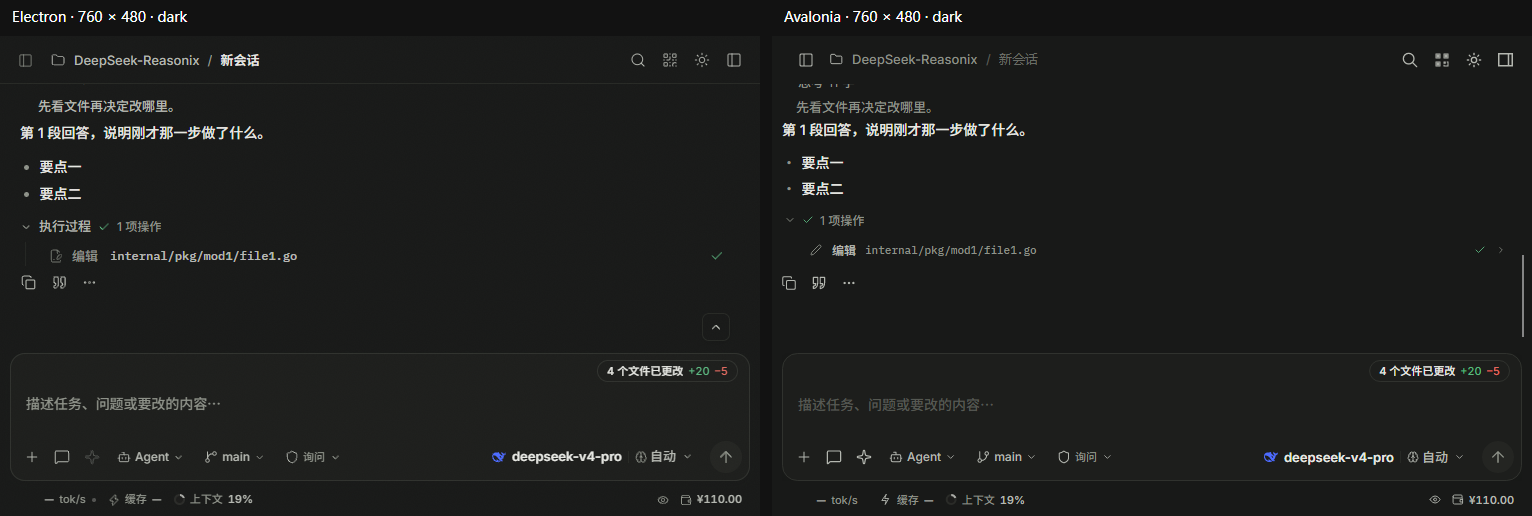 Electron · 760 × 480 · dark
DeepSeek-Reasonix / 新会话
先看文件再决定改哪里。
第 1 段回答，说明刚才那一步做了什么。
• 要点一
• 要点二
执行过程 ✓ 1 项操作
编辑 internal/pkg/mod1/file1.go
4 个文件已更改 +20 −5
描述任务、问题或要改的内容…
Agent main 询问 deepseek-v4-pro 自动
— tok/s 缓存 — 上下文 19% ¥110.00
Avalonia · 760 × 480 · dark
DeepSeek-Reasonix / 新会话
先看文件再决定改哪里。
第 1 段回答，说明刚才那一步做了什么。
• 要点一
• 要点二
✓ 1 项操作
编辑 internal/pkg/mod1/file1.go
4 个文件已更改 +20 −5
描述任务、问题或要改的内容…
Agent main 询问 deepseek-v4-pro 自动
— tok/s 缓存 — 上下文 19% ¥110.00